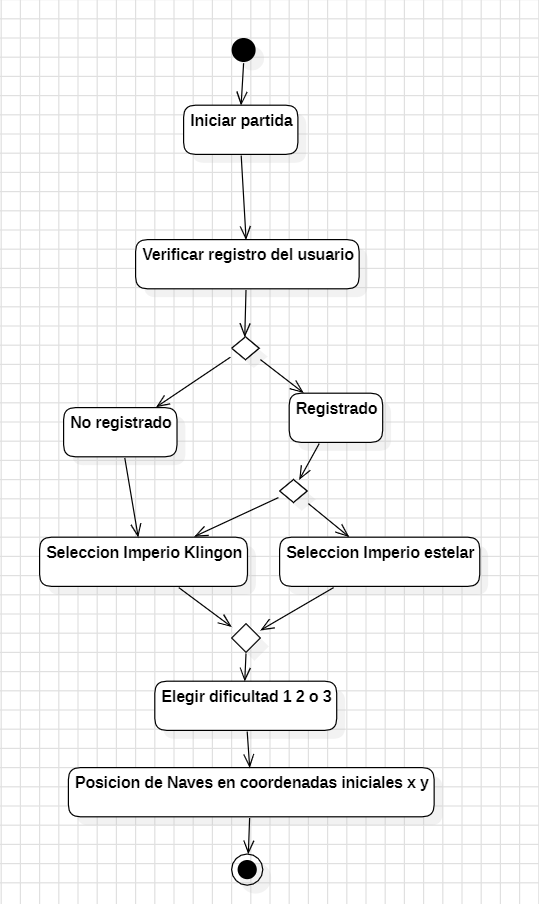 Iniciar partida
Verificar registro del usuario
No registrado
Registrado
Seleccion Imperio Klingon
Seleccion Imperio estelar
Elegir dificultad 1 2 o 3
Posicion de Naves en coordenadas iniciales x y